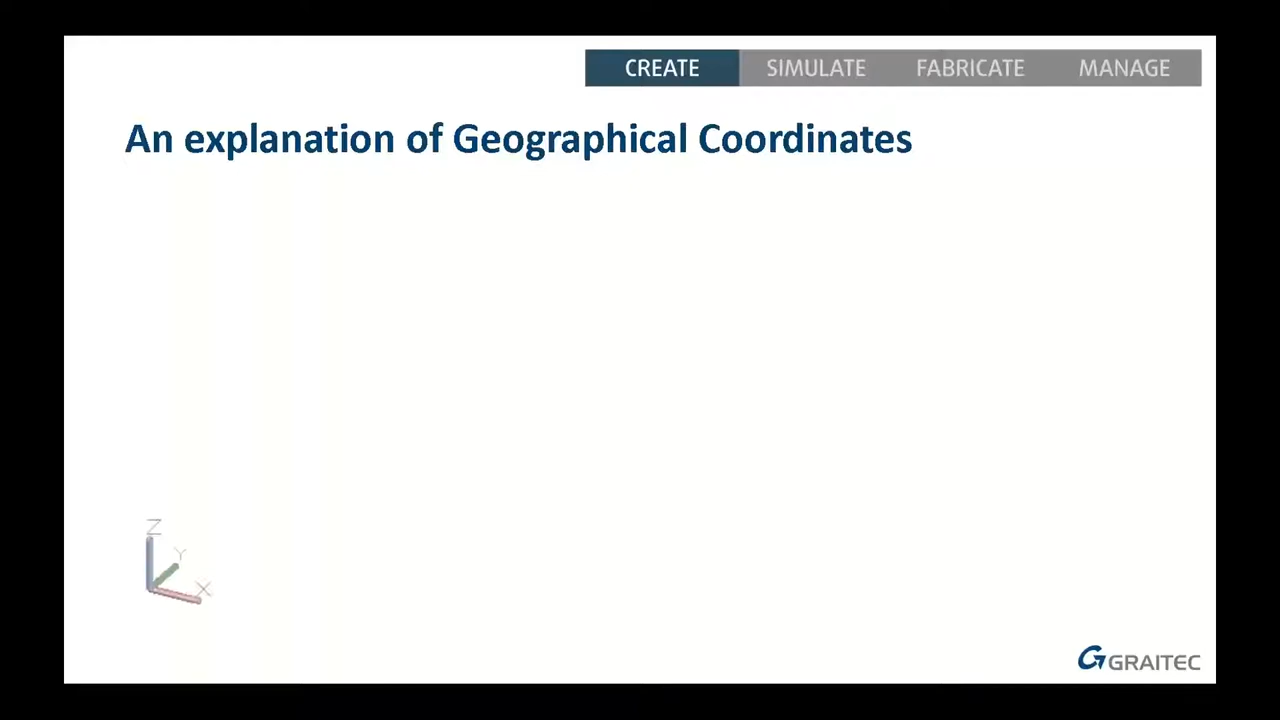 CREATE SIMULATE FABRICATE MANAGE
An explanation of Geographical Coordinates
Z
Y
X
GRAITEC